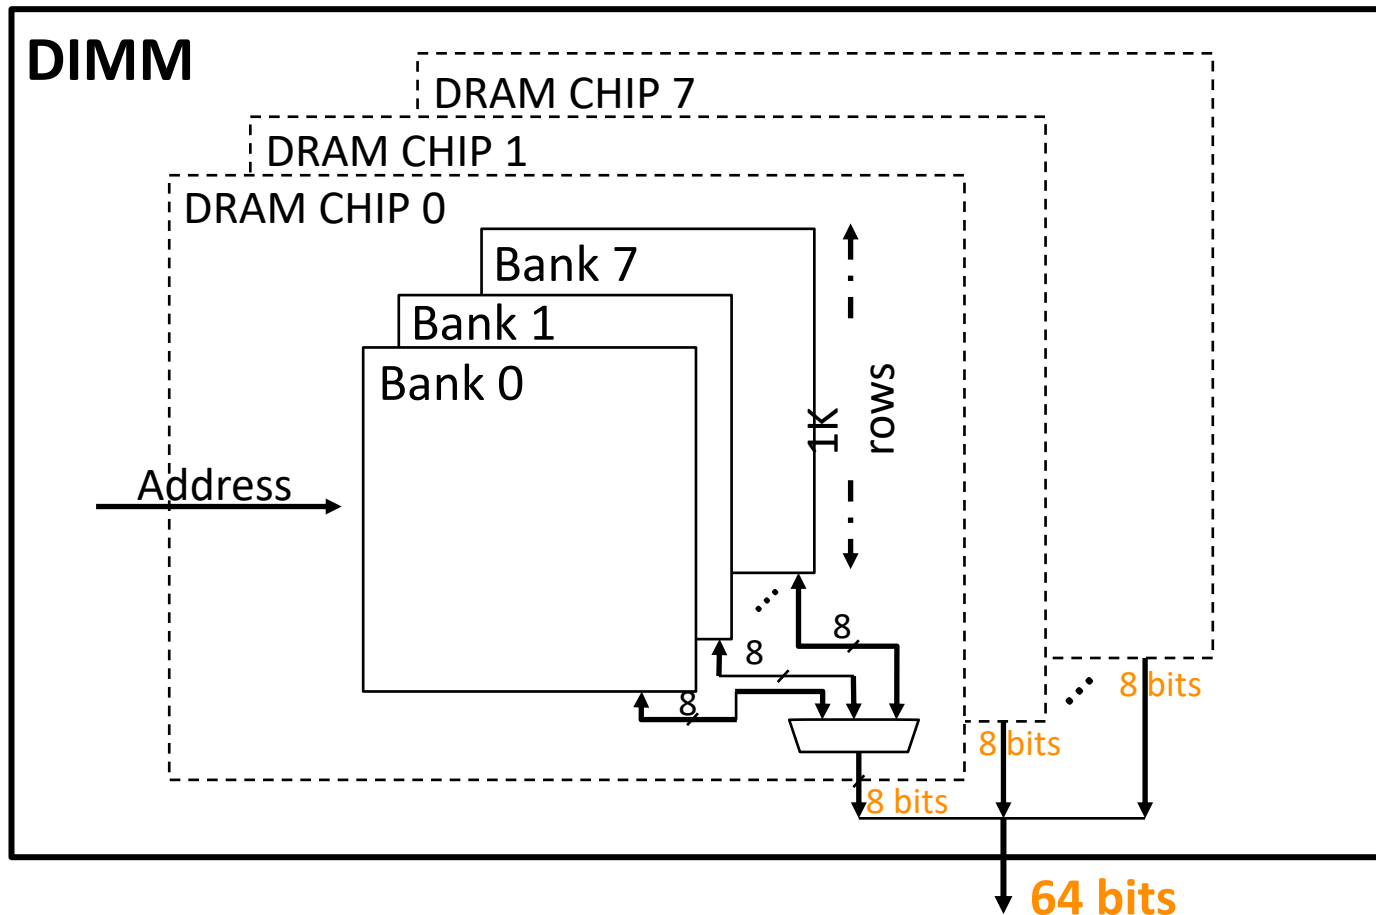 DIMM
DRAM CHIP 7
DRAM CHIP 1
DRAM CHIP 0
Bank 7
Bank 1
Bank 0
1K
rows
Address
8
8
8
8 bits
8 bits
8 bits
64 bits